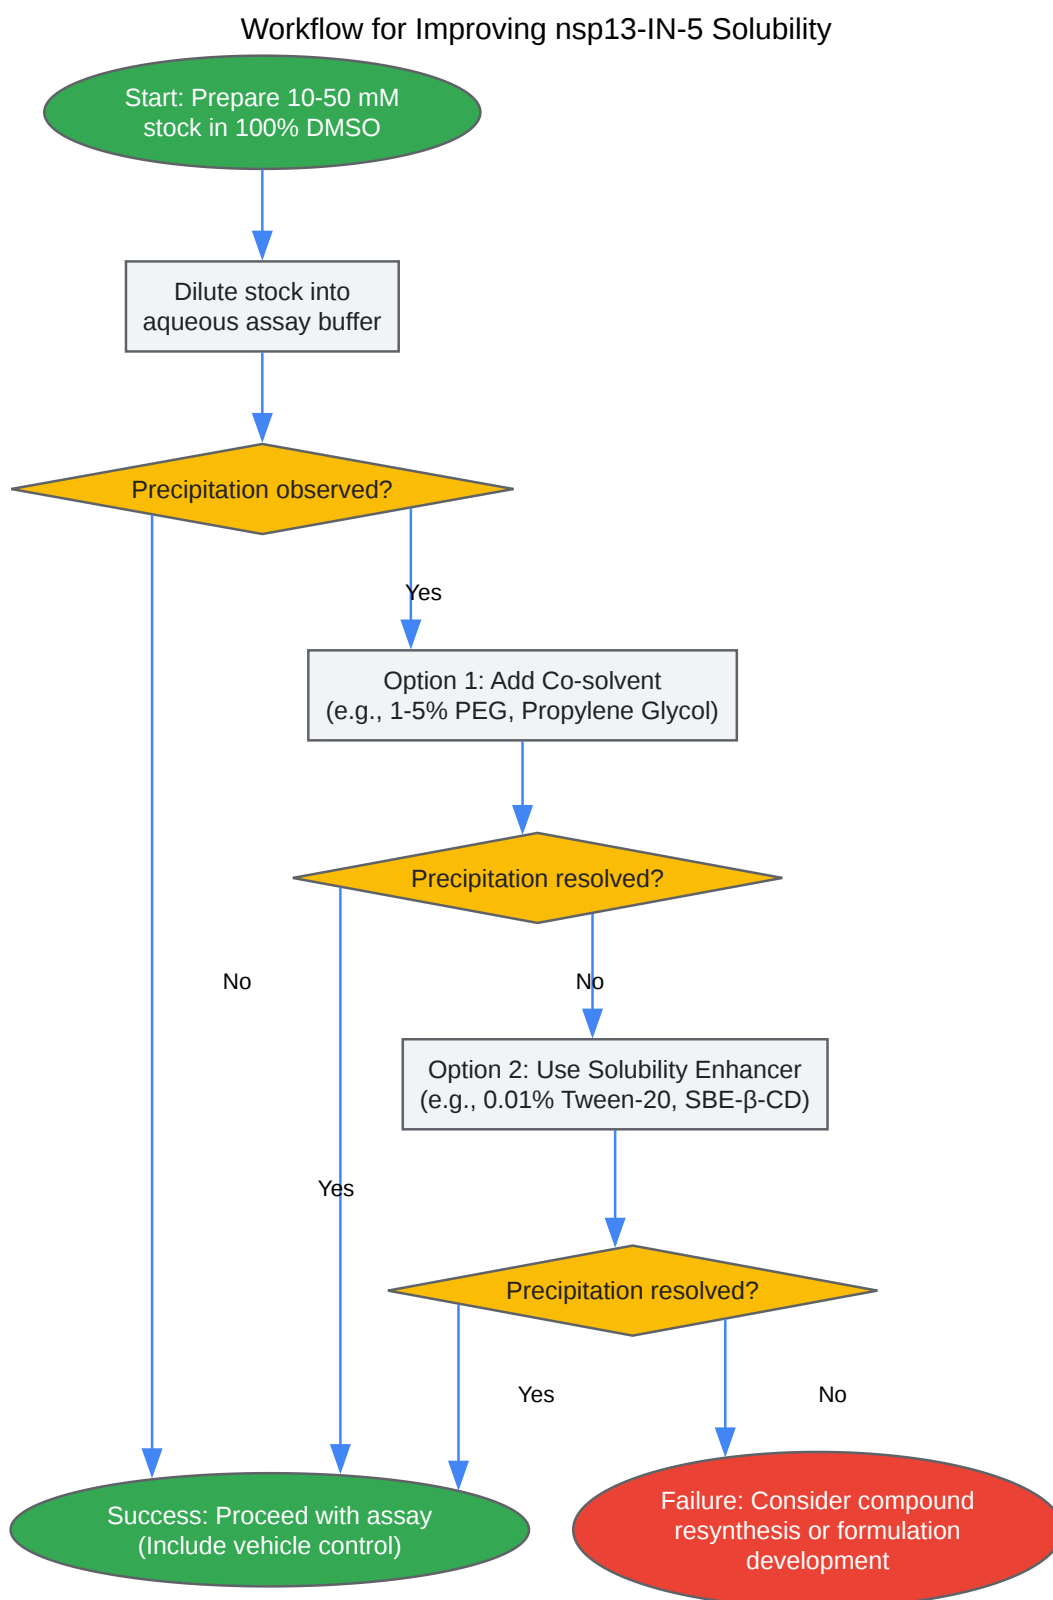 Workflow for Improving nsp13-IN-5 Solubility
Start: Prepare 10-50 mM
stock in 100% DMSO
Dilute stock into
aqueous assay buffer
Precipitation observed?
Yes
Option 1: Add Co-solvent
(e.g., 1-5% PEG, Propylene Glycol)
Precipitation resolved?
No
No
Option 2: Use Solubility Enhancer
(e.g., 0.01% Tween-20, SBE-β-CD)
Yes
Precipitation resolved?
Yes
No
Success: Proceed with assay
(Include vehicle control)
Failure: Consider compound
resynthesis or formulation
development